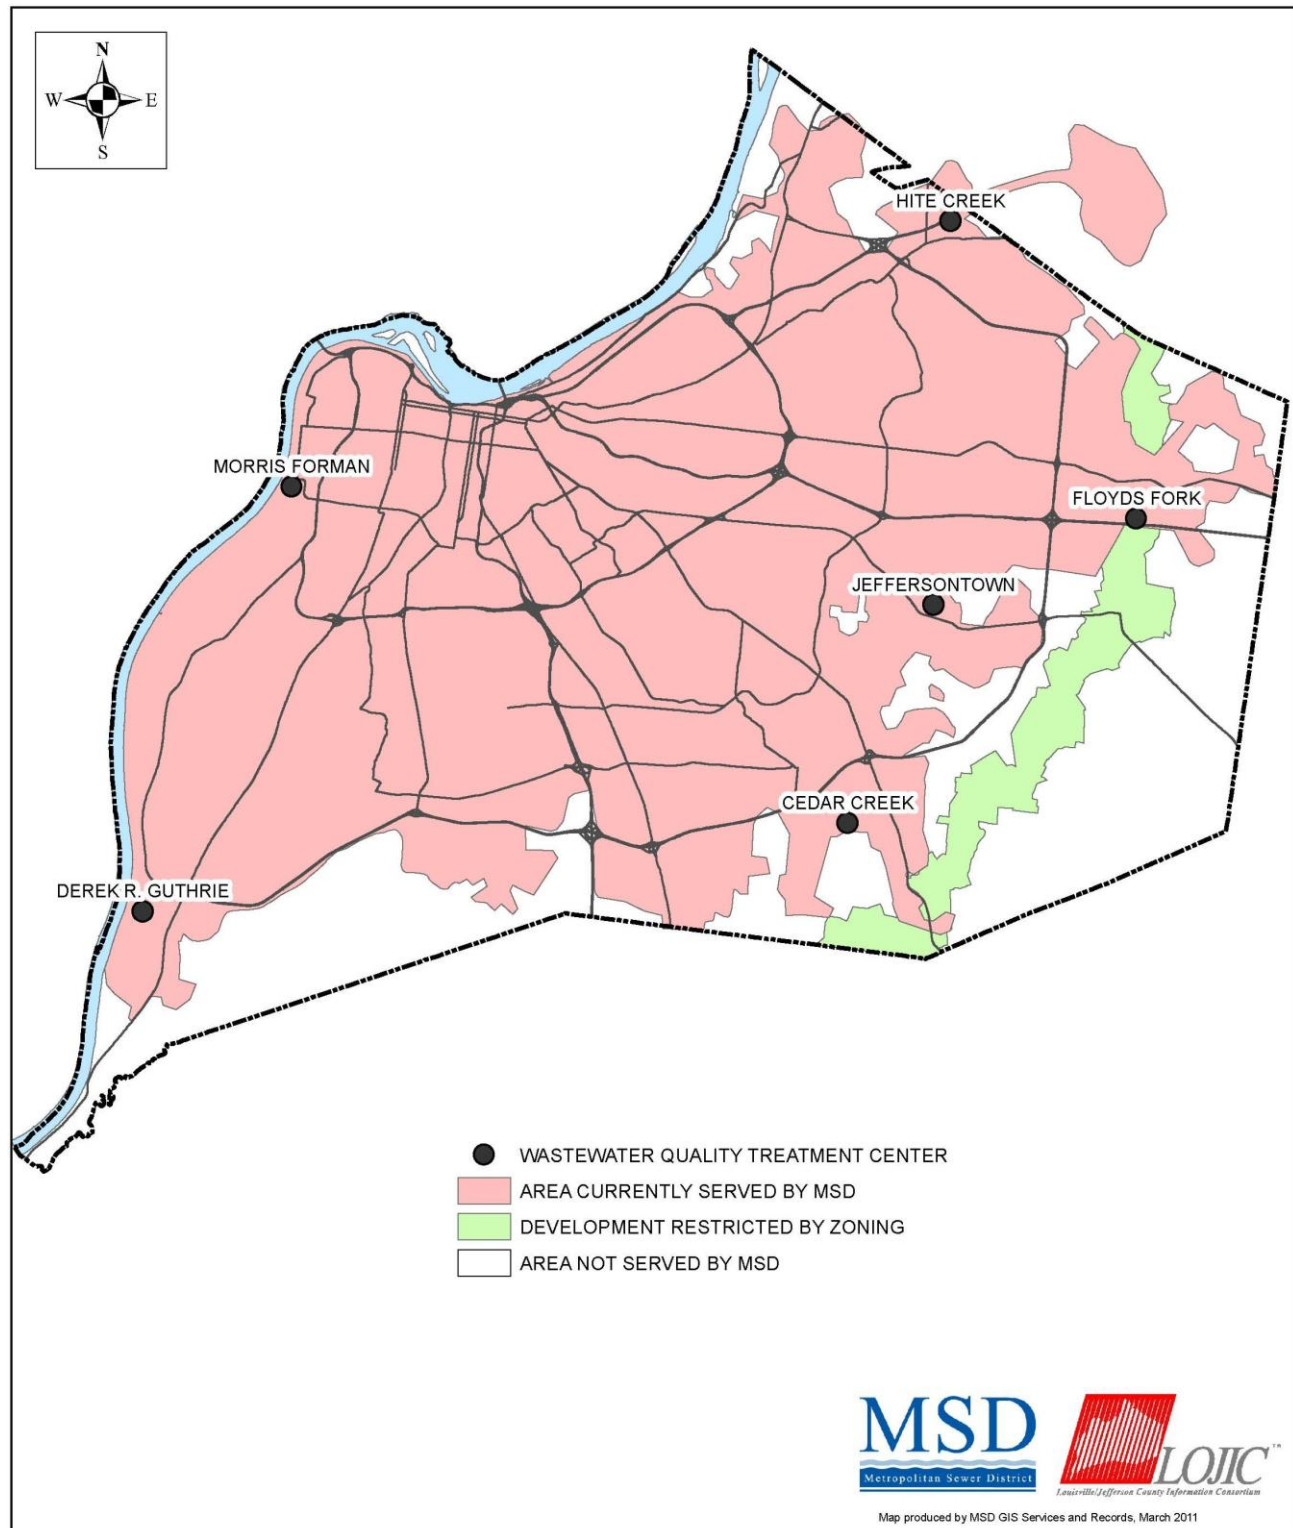 N
W E
S
HITE CREEK
MORRIS FORMAN
FLOYDS FORK
JEFFERSONTOWN
CEDAR CREEK
DEREK R. GUTHRIE
WASTEWATER QUALITY TREATMENT CENTER
AREA CURRENTLY SERVED BY MSD
DEVELOPMENT RESTRICTED BY ZONING
AREA NOT SERVED BY MSD
MSD
Metropolitan Sewer District
LOJIC™
Louisville/Jefferson County Information Consortium
Map produced by MSD GIS Services and Records, March 2011